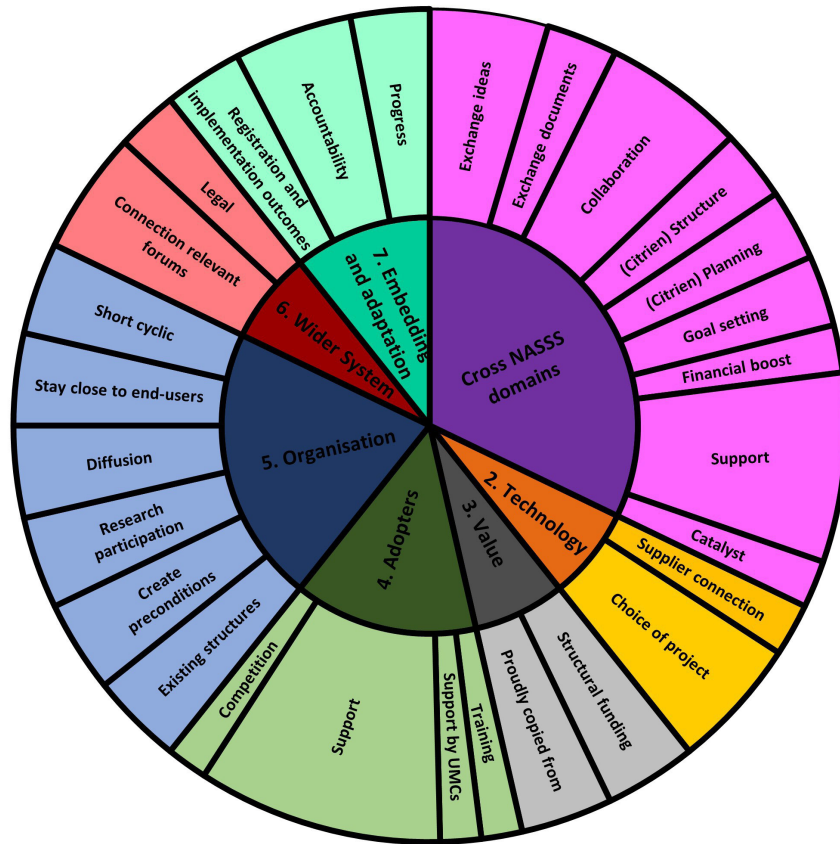 Exchange ideas
Exchange documents
Collaboration
(Citrien) Structure
(Citrien) Planning
Goal setting
Financial boost
Support
Catalyst
Supplier connection
Choice of project
Structural funding
Proudly copied from
Training
Support by UMCs
Support
Competition
Existing structures
Create
preconditions
Research
participation
Diffusion
Stay close to end-users
Short cyclic
Connection relevant
forums
Legal
Registration and
implementation outcomes
Accountability
Progress
Cross NASSS
domains
2. Technology
3. Value
4. Adopters
5. Organisation
6. Wider System
7. Embedding
and adaptation